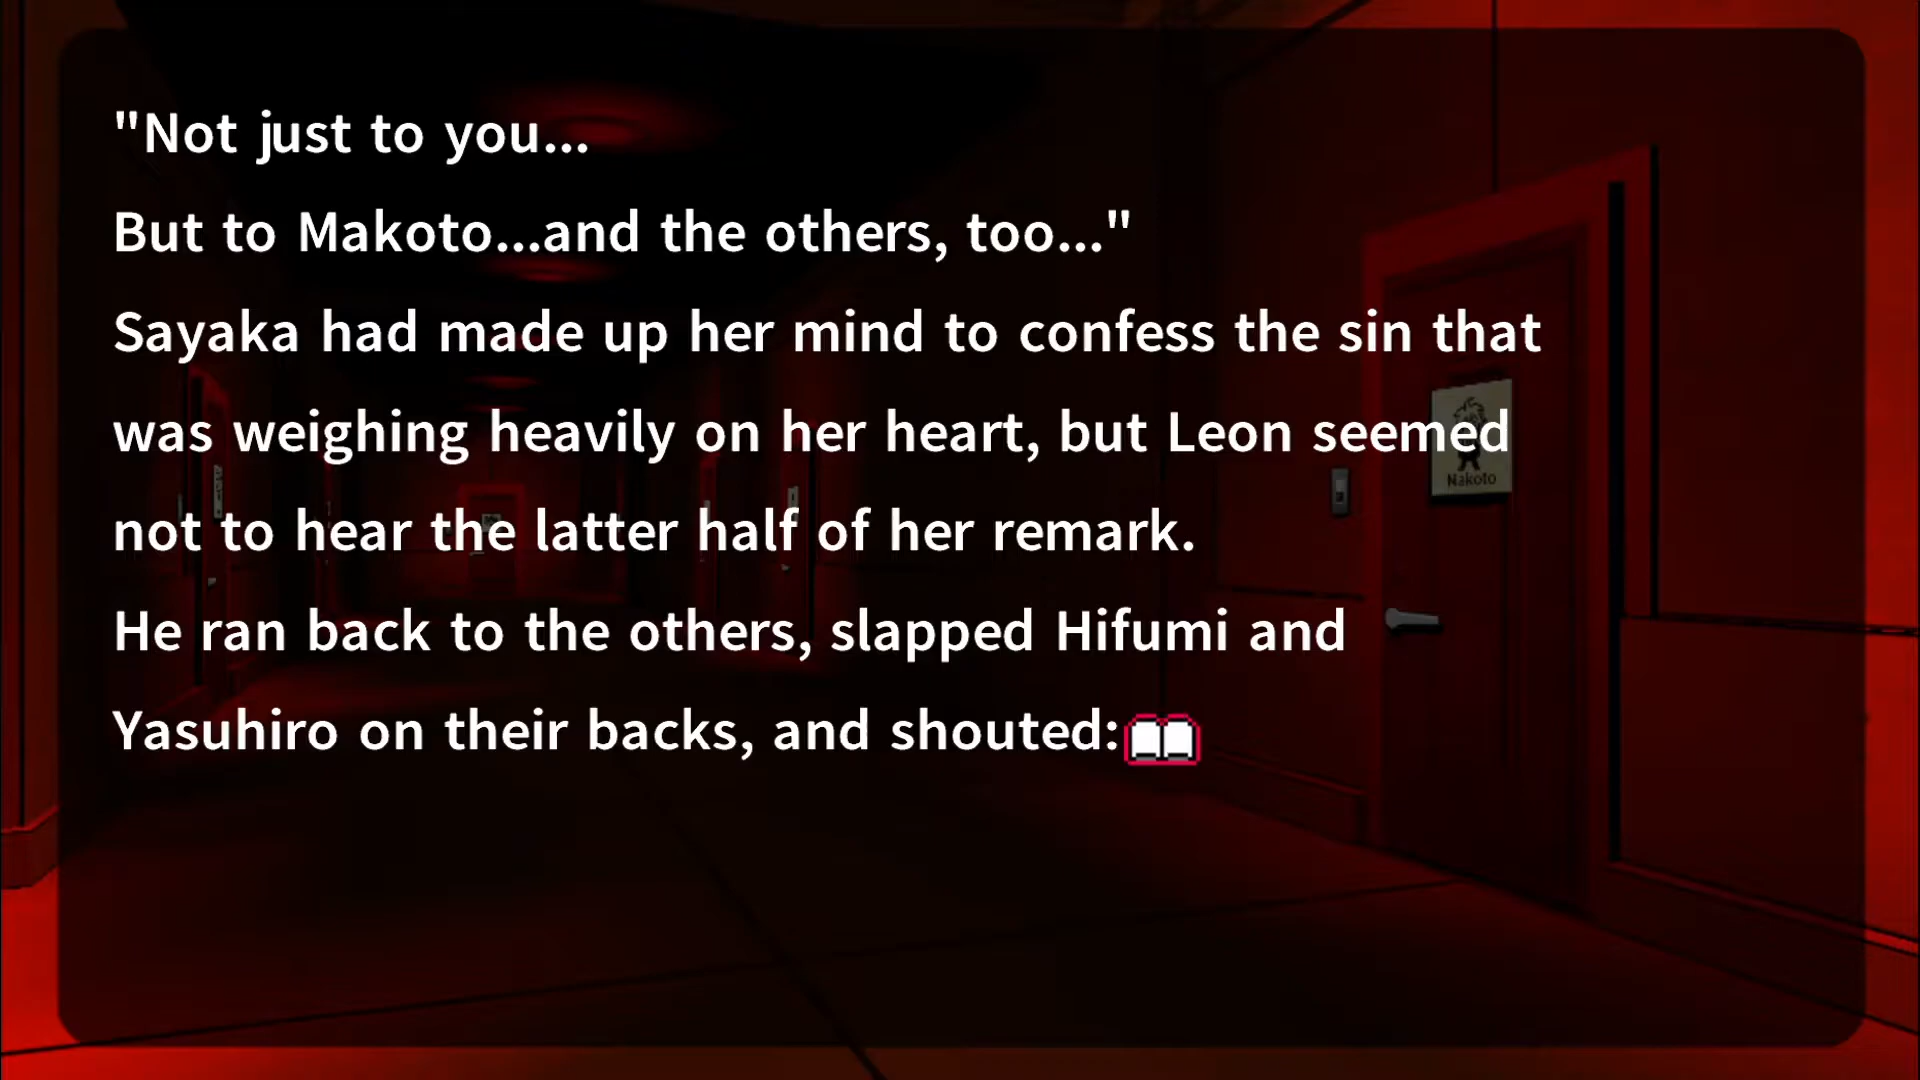 "Not just to you...
But to Makoto...and the others, too..."
Sayaka had made up her mind to confess the sin that
was weighing heavily on her heart, but Leon seemed
not to hear the latter half of her remark.
He ran back to the others, slapped Hifumi and
Yasuhiro on their backs, and shouted:
Makoto